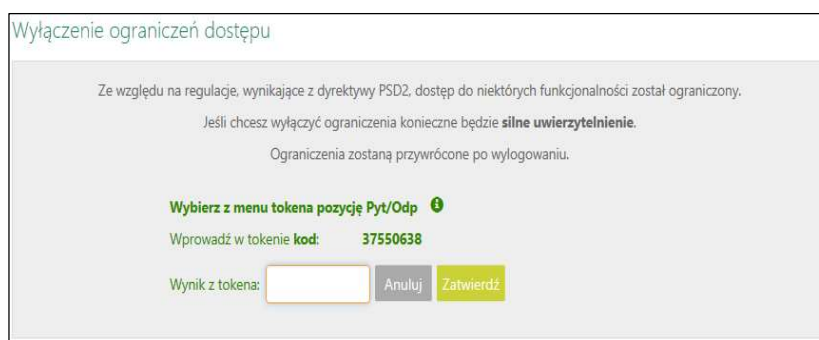 Wyłączenie ograniczeń dostępu
Ze względu na regulacje, wynikające z dyrektywy PSD2, dostęp do niektórych funkcjonalności został ograniczony.
Jeśli chcesz wyłączyć ograniczenia konieczne będzie silne uwierzytelnienie.
Ograniczenia zostaną przywrócone po wylogowaniu.
Wybierz z menu tokena pozycję Pyt/Odp
Wprowadź w tokenie kod: 37550638
Wynik z tokena: Anuluj Zatwierdź